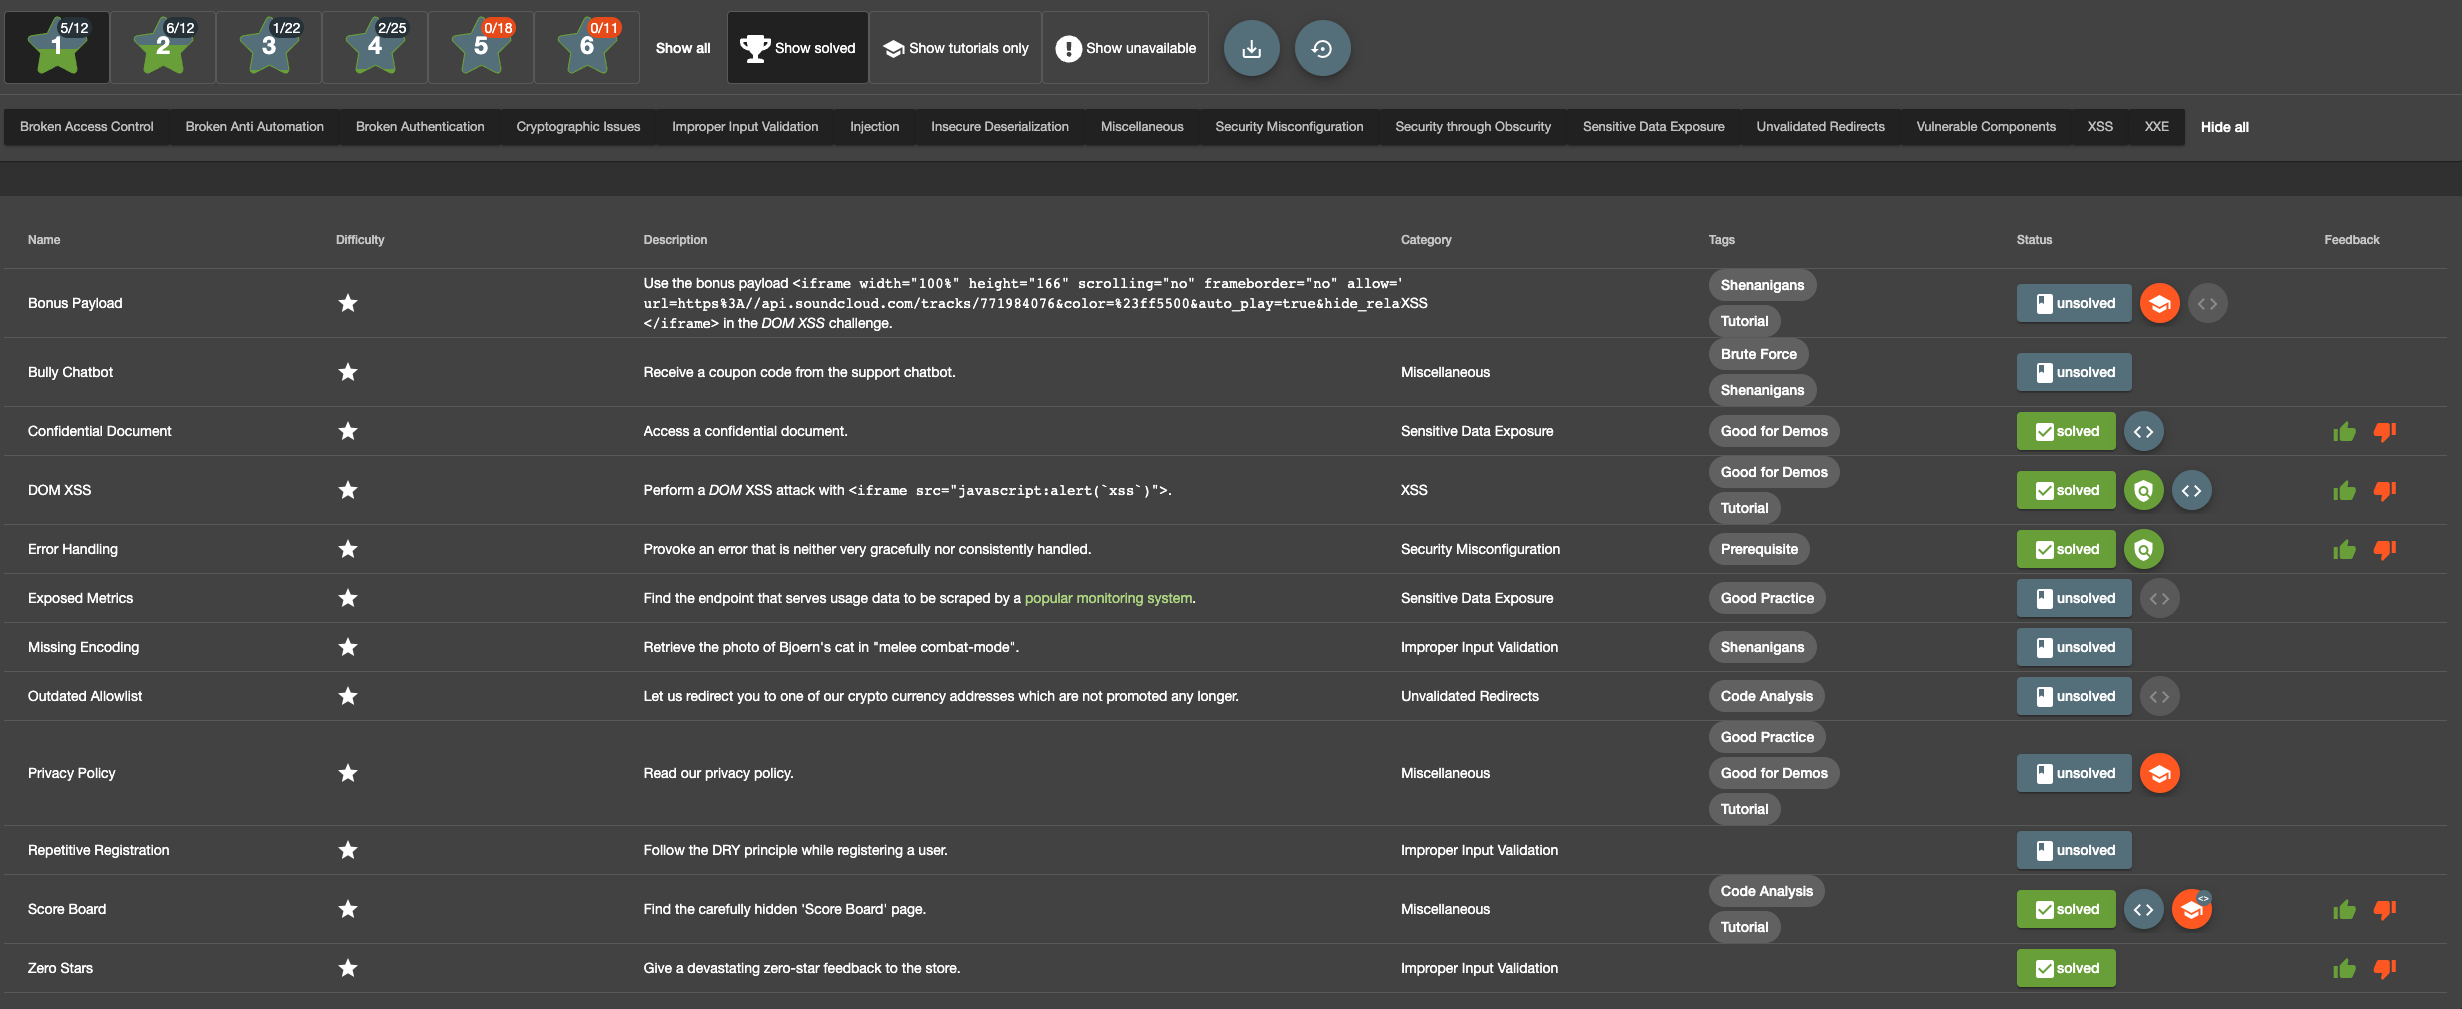 1 5/12 2 6/12 3 1/22 4 2/25 5 0/18 6 0/11 Show all Show solved Show tutorials only Show unavailable
Broken Access Control Broken Anti Automation Broken Authentication Cryptographic Issues Improper Input Validation Injection Insecure Deserialization Miscellaneous Security Misconfiguration Security through Obscurity Sensitive Data Exposure Unvalidated Redirects Vulnerable Components XSS XXE Hide all
Name Difficulty Description Category Tags Status Feedback
Bonus Payload
Use the bonus payload <iframe width="100%" height="166" scrolling="no" frameborder="no" allow='
url=https%3A//api.soundcloud.com/tracks/771984076&color=%23ff5500&auto_play=true&hide_rela
</iframe> in the DOM XSS challenge.
XSS
Shenanigans
Tutorial
unsolved
Bully Chatbot
Receive a coupon code from the support chatbot.
Miscellaneous
Brute Force
Shenanigans
unsolved
Confidential Document
Access a confidential document.
Sensitive Data Exposure
Good for Demos
solved
DOM XSS
Perform a DOM XSS attack with <iframe src="javascript:alert(`xss`)">.
XSS
Good for Demos
Tutorial
solved
Error Handling
Provoke an error that is neither very gracefully nor consistently handled.
Security Misconfiguration
Prerequisite
solved
Exposed Metrics
Find the endpoint that serves usage data to be scraped by a popular monitoring system.
Sensitive Data Exposure
Good Practice
unsolved
Missing Encoding
Retrieve the photo of Bjoern's cat in "melee combat-mode".
Improper Input Validation
Shenanigans
unsolved
Outdated Allowlist
Let us redirect you to one of our crypto currency addresses which are not promoted any longer.
Unvalidated Redirects
Code Analysis
unsolved
Privacy Policy
Read our privacy policy.
Miscellaneous
Good Practice
Good for Demos
Tutorial
unsolved
Repetitive Registration
Follow the DRY principle while registering a user.
Improper Input Validation
unsolved
Score Board
Find the carefully hidden 'Score Board' page.
Miscellaneous
Code Analysis
Tutorial
solved
Zero Stars
Give a devastating zero-star feedback to the store.
Improper Input Validation
solved